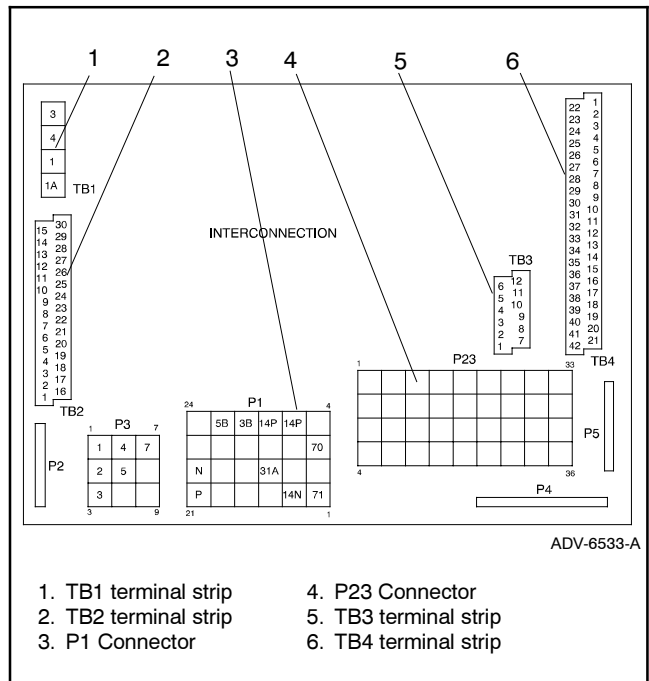 1 2 3 4 5 6
3
4
1
1A TB1
15 30
14 29
13 28
12 27
11 26
10 25
9 24
8 23
7 22
6 21
5 20
4 19
3 18
2 17
1 16
TB2
INTERCONNECTION
TB3
6 12
5 11
4 10
3 9
2 8
1 7
22 1
23 2
24 3
25 4
26 5
27 6
28 7
29 8
30 9
31 10
32 11
33 12
34 13
35 14
36 15
37 16
38 17
39 18
40 19
41 20
42 21
TB4
P2
P3
1 7
1 4 7
2 5
3
3 9
P1
24 4
5B 3B 14P 14P
70
N 31A
P 14N 71
21 1
P23
1 33
4 36
P5
P4
ADV-6533-A
1. TB1 terminal strip
2. TB2 terminal strip
3. P1 Connector
4. P23 Connector
5. TB3 terminal strip
6. TB4 terminal strip